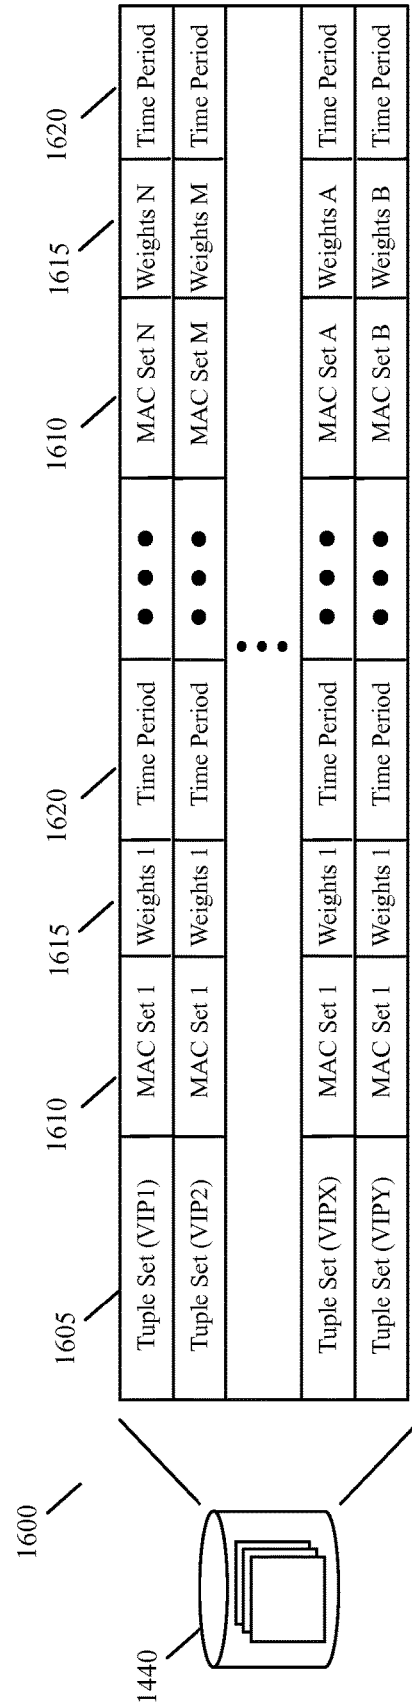 1600
1605
1610
1615
1620
1610
1615
1620
Tuple Set (VIP1) MAC Set 1 Weights 1 Time Period ● ● ● MAC Set N Weights N Time Period
Tuple Set (VIP2) MAC Set 1 Weights 1 Time Period ● ● ● MAC Set M Weights M Time Period
● ● ●
Tuple Set (VIPX) MAC Set 1 Weights 1 Time Period ● ● ● MAC Set A Weights A Time Period
Tuple Set (VIPY) MAC Set 1 Weights 1 Time Period ● ● ● MAC Set B Weights B Time Period
1440